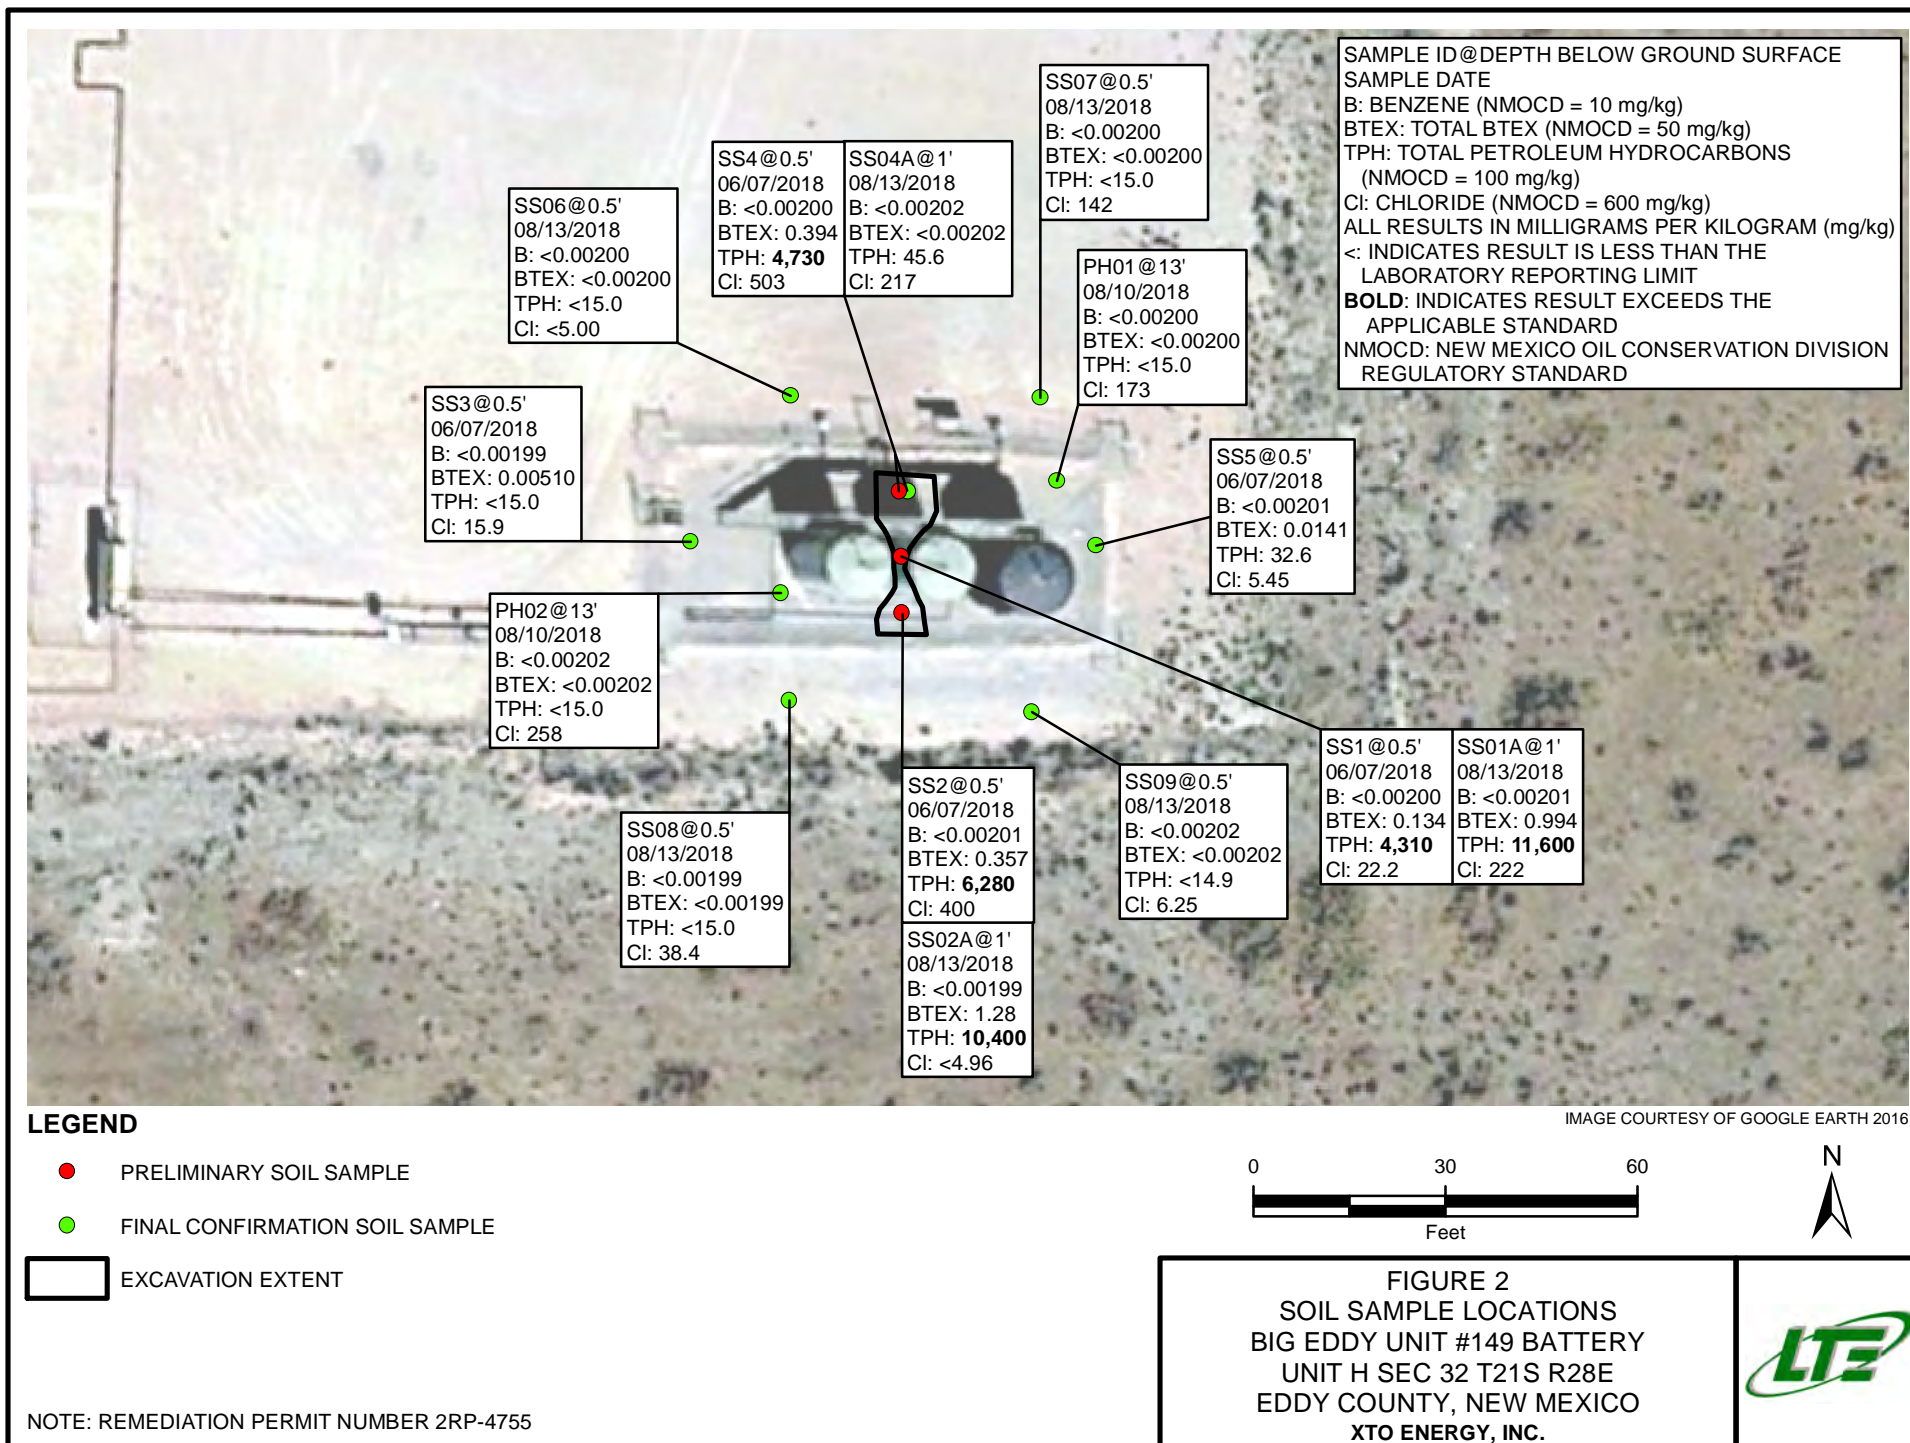 SAMPLE ID@DEPTH BELOW GROUND SURFACE
SAMPLE DATE
B: BENZENE (NMOCD = 10 mg/kg)
BTEX: TOTAL BTEX (NMOCD = 50 mg/kg)
TPH: TOTAL PETROLEUM HYDROCARBONS
(NMOCD = 100 mg/kg)
Cl: CHLORIDE (NMOCD = 600 mg/kg)
ALL RESULTS IN MILLIGRAMS PER KILOGRAM (mg/kg)
<: INDICATES RESULT IS LESS THAN THE
LABORATORY REPORTING LIMIT
BOLD: INDICATES RESULT EXCEEDS THE
APPLICABLE STANDARD
NMOCD: NEW MEXICO OIL CONSERVATION DIVISION
REGULATORY STANDARD
SS07@0.5'
08/13/2018
B: <0.00200
BTEX: <0.00200
TPH: <15.0
Cl: 142
SS4@0.5'
06/07/2018
B: <0.00200
BTEX: 0.394
TPH: 4,730
Cl: 503
SS04A@1'
08/13/2018
B: <0.00202
BTEX: <0.00202
TPH: 45.6
Cl: 217
SS06@0.5'
08/13/2018
B: <0.00200
BTEX: <0.00200
TPH: <15.0
Cl: <5.00
PH01@13'
08/10/2018
B: <0.00200
BTEX: <0.00200
TPH: <15.0
Cl: 173
SS3@0.5'
06/07/2018
B: <0.00199
BTEX: 0.00510
TPH: <15.0
Cl: 15.9
SS5@0.5'
06/07/2018
B: <0.00201
BTEX: 0.0141
TPH: 32.6
Cl: 5.45
PH02@13'
08/10/2018
B: <0.00202
BTEX: <0.00202
TPH: <15.0
Cl: 258
SS1@0.5'
06/07/2018
B: <0.00200
BTEX: 0.134
TPH: 4,310
Cl: 22.2
SS01A@1'
08/13/2018
B: <0.00201
BTEX: 0.994
TPH: 11,600
Cl: 222
SS2@0.5'
06/07/2018
B: <0.00201
BTEX: 0.357
TPH: 6,280
Cl: 400
SS02A@1'
08/13/2018
B: <0.00199
BTEX: 1.28
TPH: 10,400
Cl: <4.96
SS09@0.5'
08/13/2018
B: <0.00202
BTEX: <0.00202
TPH: <14.9
Cl: 6.25
SS08@0.5'
08/13/2018
B: <0.00199
BTEX: <0.00199
TPH: <15.0
Cl: 38.4
IMAGE COURTESY OF GOOGLE EARTH 2016
LEGEND
PRELIMINARY SOIL SAMPLE
FINAL CONFIRMATION SOIL SAMPLE
EXCAVATION EXTENT
0 30 60
Feet
N
FIGURE 2
SOIL SAMPLE LOCATIONS
BIG EDDY UNIT #149 BATTERY
UNIT H SEC 32 T21S R28E
EDDY COUNTY, NEW MEXICO
XTO ENERGY, INC.
LTE
NOTE: REMEDIATION PERMIT NUMBER 2RP-4755